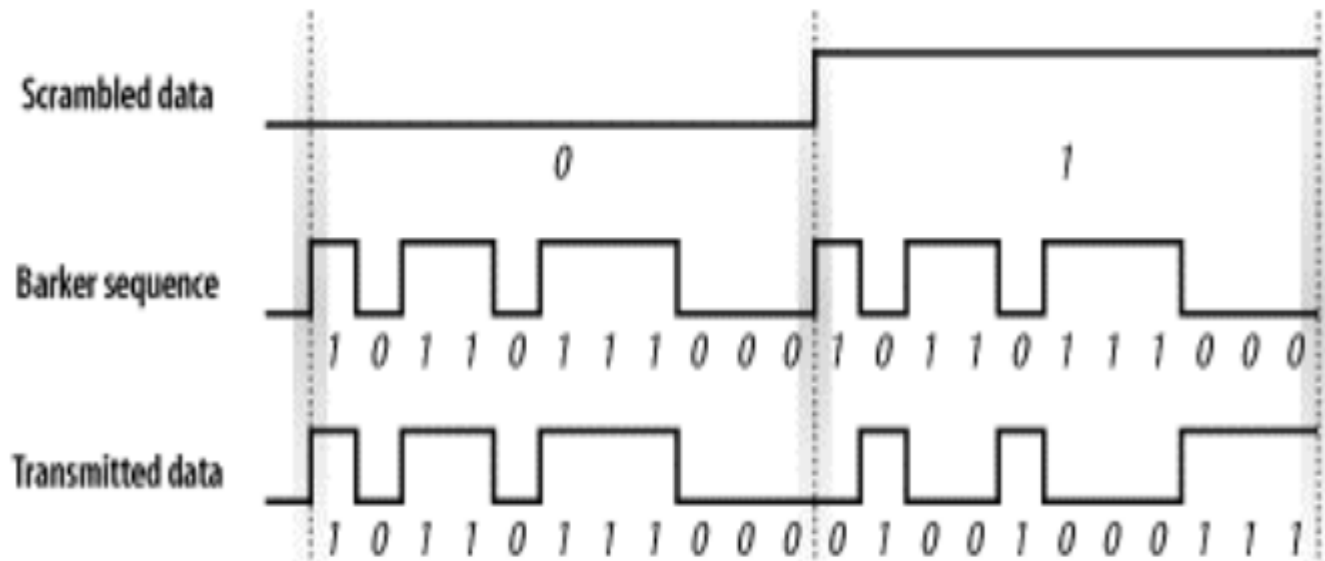 Scrambled data
0 1
Barker sequence
1 0 1 1 0 1 1 1 0 0 0 1 0 1 1 0 1 1 1 0 0 0
Transmitted data
1 0 1 1 0 1 1 1 0 0 0 0 1 0 0 1 0 0 0 1 1 1